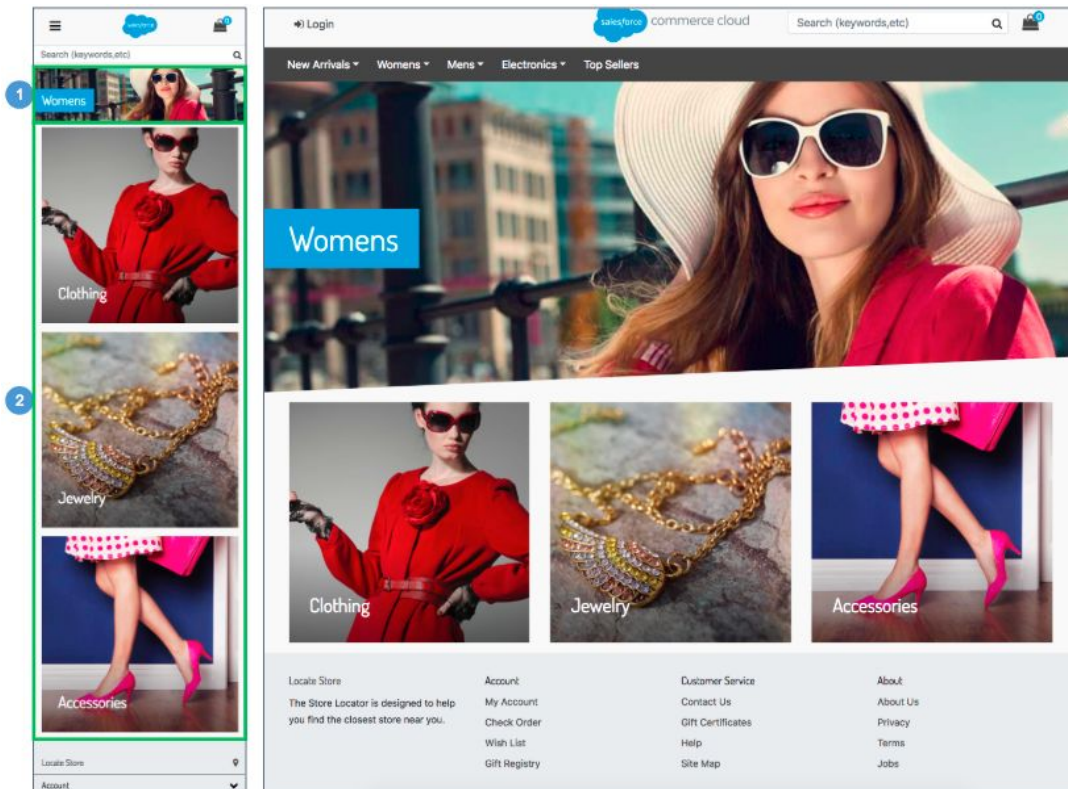 salesforce
0
Search (keywords,etc)
1
Womens
Clothing
2
Jewelry
Accessories
Locate Store
Account
Login
salesforce commerce cloud
Search (keywords,etc)
0
New Arrivals Womens Mens Electronics Top Sellers
Womens
Clothing
Jewelry
Accessories
Locate Store
The Store Locator is designed to help
you find the closest store near you.
Account
My Account
Check Order
Wish List
Gift Registry
Customer Service
Contact Us
Gift Certificates
Help
Site Map
About
About Us
Privacy
Terms
Jobs